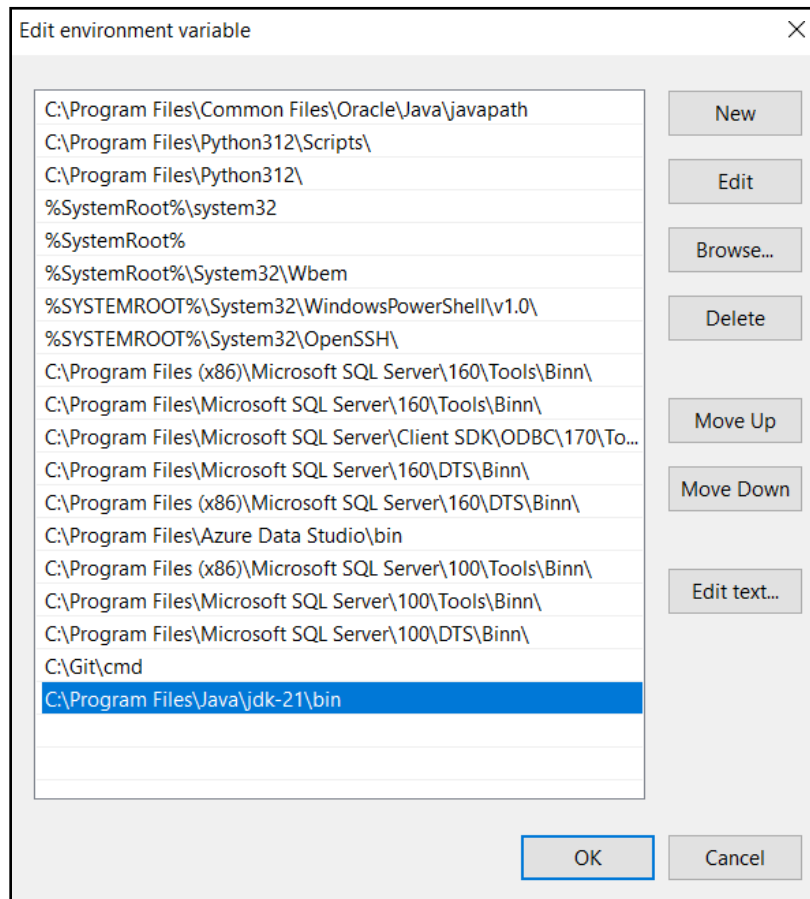 Edit environment variable
C:\Program Files\Common Files\Oracle\Java\javapath
C:\Program Files\Python312\Scripts\
C:\Program Files\Python312\
%SystemRoot%\system32
%SystemRoot%
%SystemRoot%\System32\Wbem
%SYSTEMROOT%\System32\WindowsPowerShell\v1.0\
%SYSTEMROOT%\System32\OpenSSH\
C:\Program Files (x86)\Microsoft SQL Server\160\Tools\Binn\
C:\Program Files\Microsoft SQL Server\160\Tools\Binn\
C:\Program Files\Microsoft SQL Server\Client SDK\ODBC\170\To...
C:\Program Files\Microsoft SQL Server\160\DTS\Binn\
C:\Program Files (x86)\Microsoft SQL Server\160\DTS\Binn\
C:\Program Files\Azure Data Studio\bin
C:\Program Files (x86)\Microsoft SQL Server\100\Tools\Binn\
C:\Program Files\Microsoft SQL Server\100\Tools\Binn\
C:\Program Files\Microsoft SQL Server\100\DTS\Binn\
C:\Git\cmd
C:\Program Files\Java\jdk-21\bin
New
Edit
Browse...
Delete
Move Up
Move Down
Edit text...
OK
Cancel